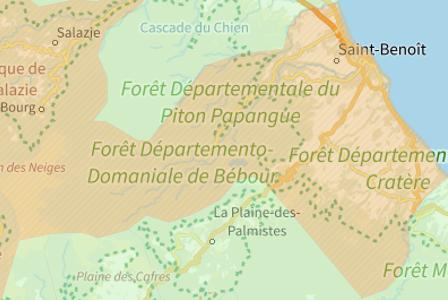 Salazie
Cascade du Chien
Saint-Benoît
que de
alazie
Bourg
Forêt Départementale du
Piton Papangue
n des Neiges
Forêt Départemento-
Domaniale de Bébour
Forêt Départemen
Cratère
La Plaine-des-
Palmistes
Plaine des Cafres
Forêt M